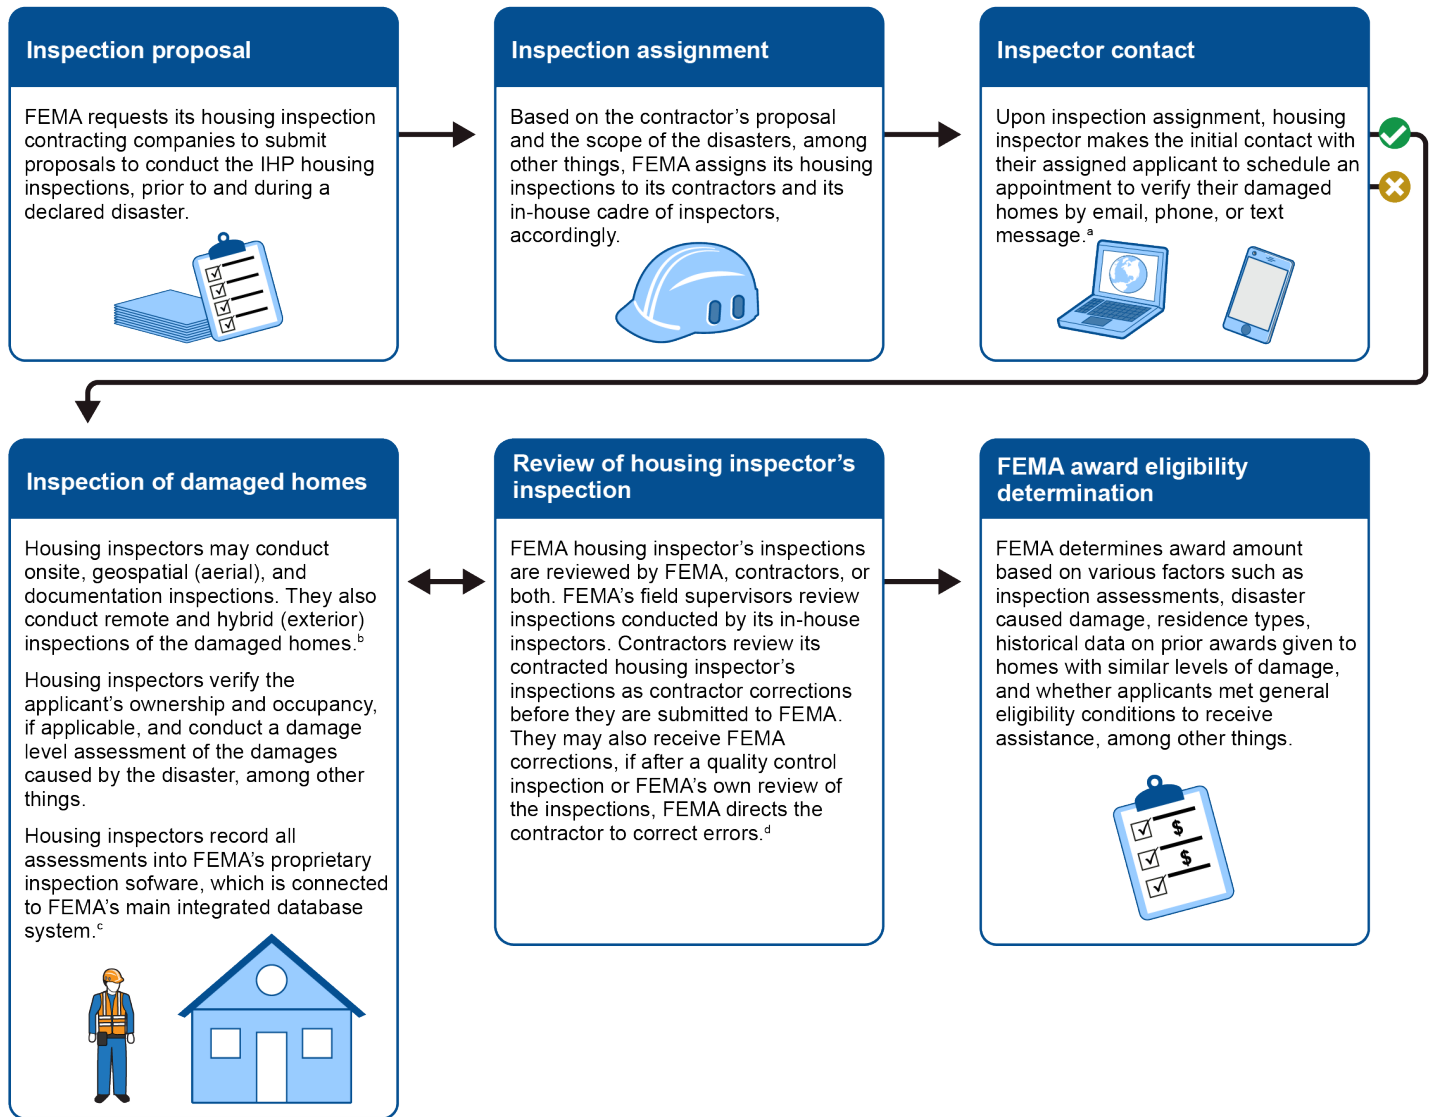 Inspection proposal
FEMA requests its housing inspection
contracting companies to submit
proposals to conduct the IHP housing
inspections, prior to and during a
declared disaster.
Inspection assignment
Based on the contractor’s proposal
and the scope of the disasters, among
other things, FEMA assigns its housing
inspections to its contractors and its
in-house cadre of inspectors,
accordingly.
Inspector contact
Upon inspection assignment, housing
inspector makes the initial contact with
their assigned applicant to schedule an
appointment to verify their damaged
homes by email, phone, or text
message.a
Inspection of damaged homes
Housing inspectors may conduct
onsite, geospatial (aerial), and
documentation inspections. They also
conduct remote and hybrid (exterior)
inspections of the damaged homes.b
Housing inspectors verify the
applicant’s ownership and occupancy,
if applicable, and conduct a damage
level assessment of the damages
caused by the disaster, among other
things.
Housing inspectors record all
assessments into FEMA’s proprietary
inspection sofware, which is connected
to FEMA’s main integrated database
system.c
Review of housing inspector’s
inspection
FEMA housing inspector’s inspections
are reviewed by FEMA, contractors, or
both. FEMA’s field supervisors review
inspections conducted by its in-house
inspectors. Contractors review its
contracted housing inspector’s
inspections as contractor corrections
before they are submitted to FEMA.
They may also receive FEMA
corrections, if after a quality control
inspection or FEMA’s own review of
the inspections, FEMA directs the
contractor to correct errors.d
FEMA award eligibility
determination
FEMA determines award amount
based on various factors such as
inspection assessments, disaster
caused damage, residence types,
historical data on prior awards given to
homes with similar levels of damage,
and whether applicants met general
eligibility conditions to receive
assistance, among other things.
$
$